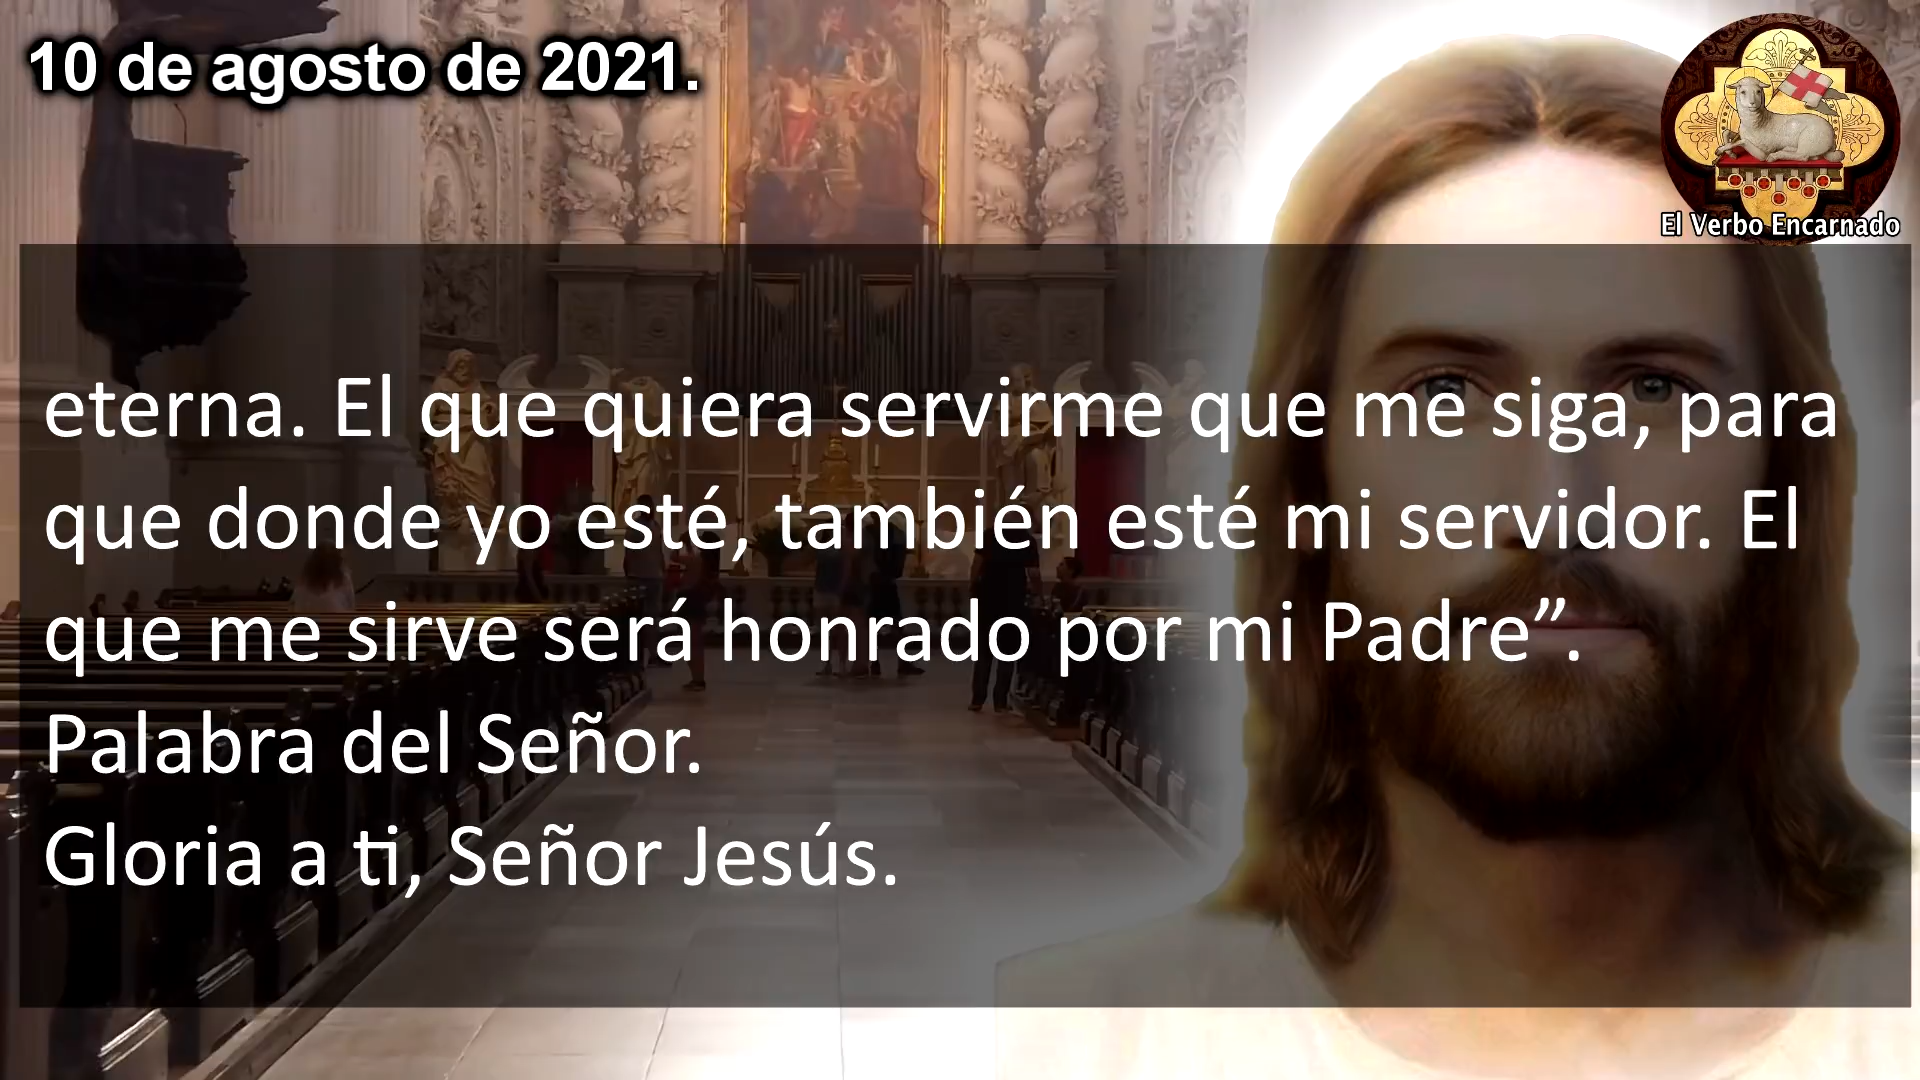 10 de agosto de 2021.
El Verbo Encarnado
eterna. El que quiera servirme que me siga, para
que donde yo esté, también esté mi servidor. El
que me sirve será honrado por mi Padre”.
Palabra del Señor.
Gloria a ti, Señor Jesús.